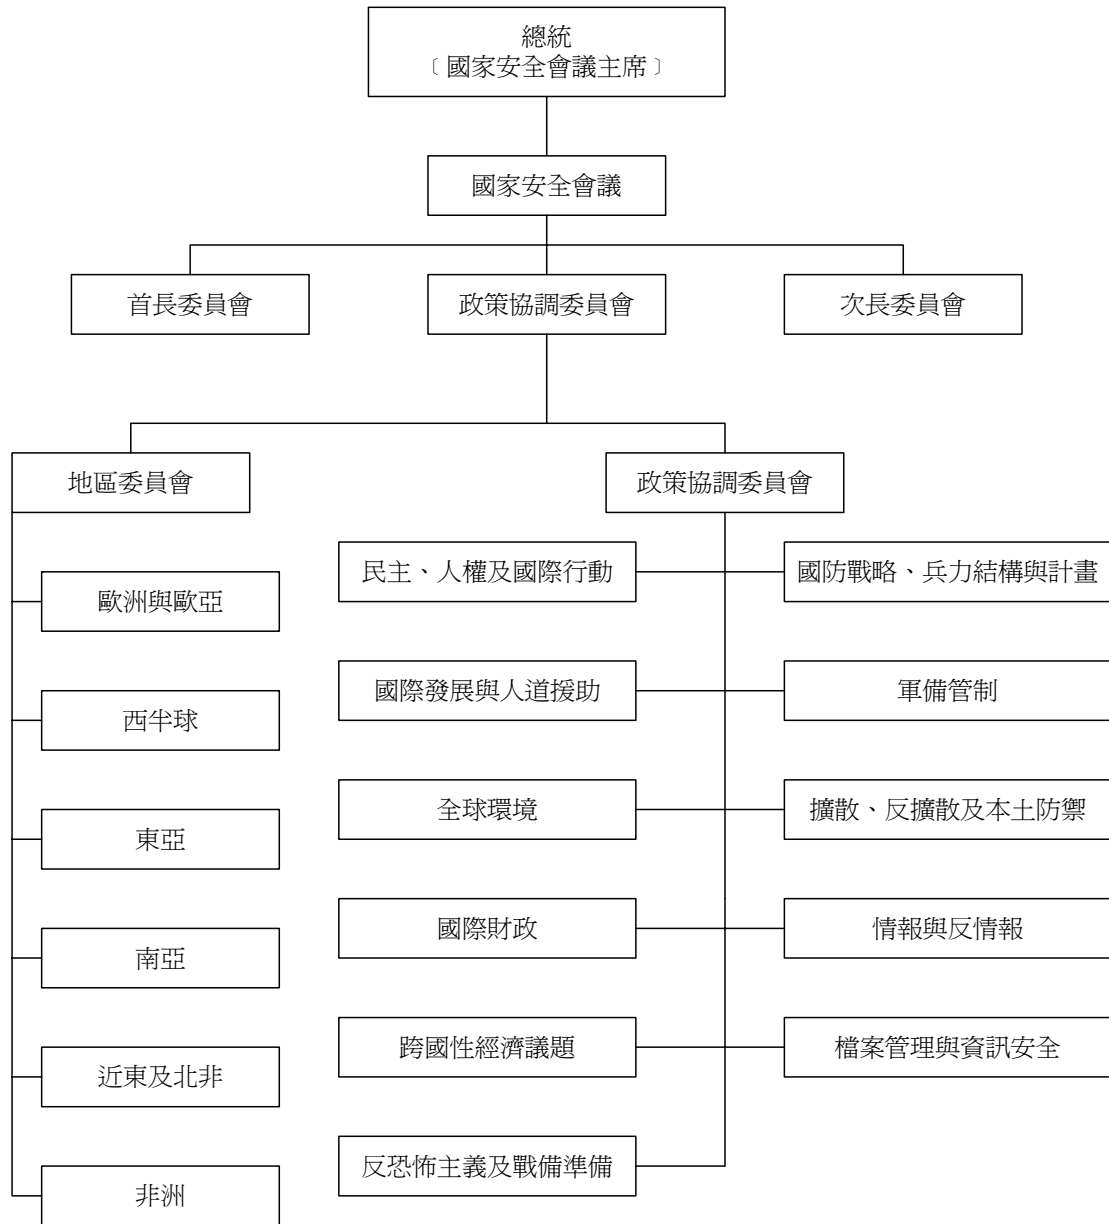 總統
﹝國家安全會議主席﹞
國家安全會議
首長委員會
政策協調委員會
次長委員會
地區委員會
政策協調委員會
歐洲與歐亞
西半球
東亞
南亞
近東及北非
非洲
民主、人權及國際行動
國防戰略、兵力結構與計畫
國際發展與人道援助
軍備管制
全球環境
擴散、反擴散及本土防禦
國際財政
情報與反情報
跨國性經濟議題
檔案管理與資訊安全
反恐怖主義及戰備準備